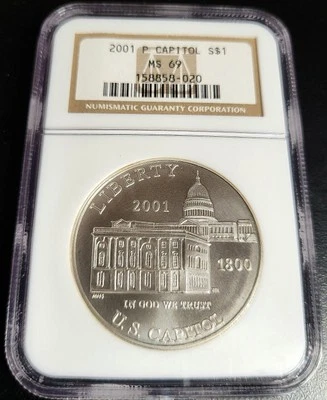 2001 P CAPITOL S$1
MS 69
158858-020
NUMISMATIC GUARANTY CORPORATION
LIBERTY
2001
1800
IN GOD WE TRUST
U.S. CAPITOL